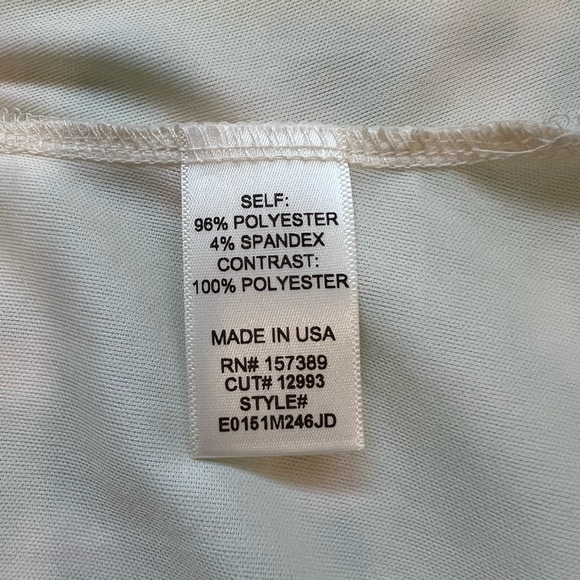 SELF:
96% POLYESTER
4% SPANDEX
CONTRAST:
100% POLYESTER
MADE IN USA
RN# 157389
CUT# 12993
STYLE#
E0151M246JD